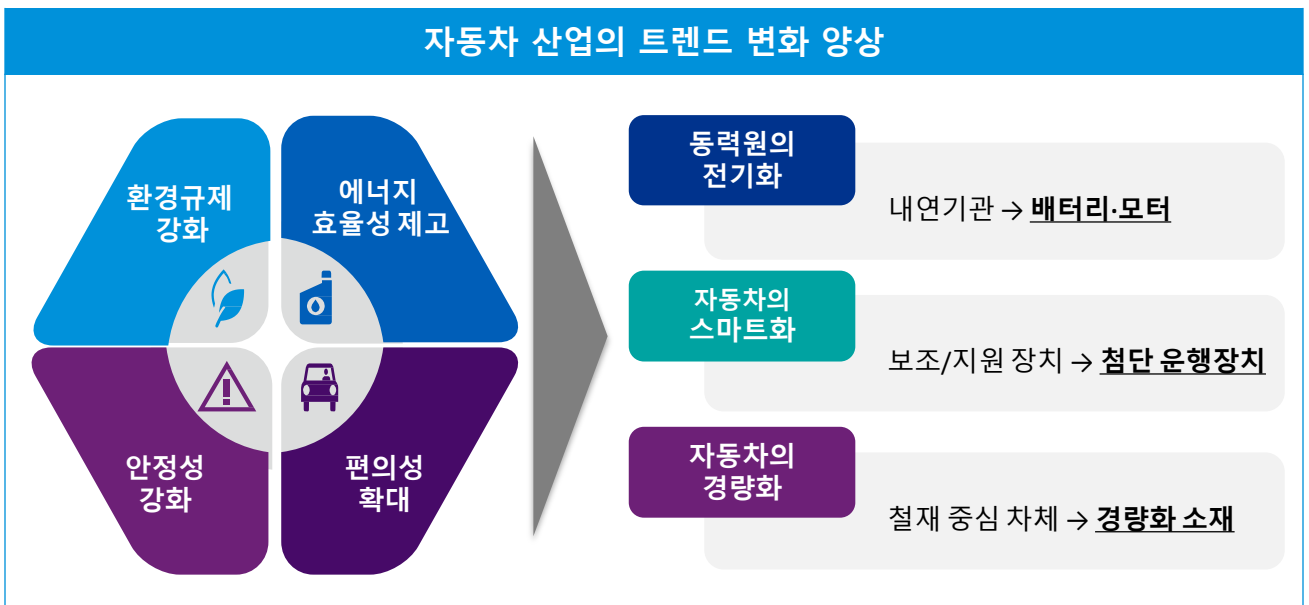 자동차 산업의 트렌드 변화 양상
환경규제
강화
에너지
효율성 제고
안정성
강화
편의성
확대
동력원의
전기화
내연기관 → 배터리·모터
자동차의
스마트화
보조/지원 장치 → 첨단 운행장치
자동차의
경량화
철재 중심 차체 → 경량화 소재